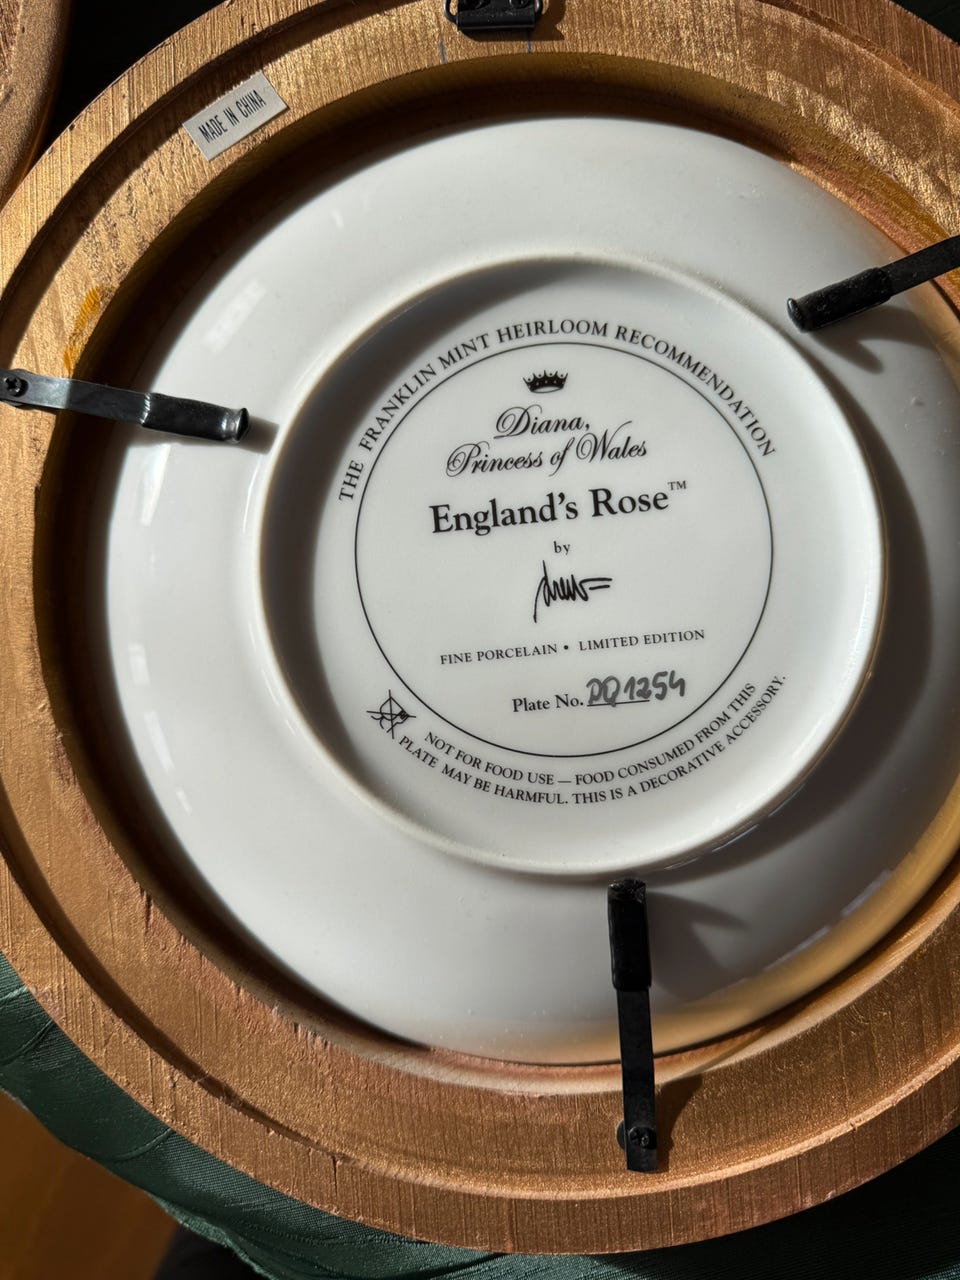 MADE IN CHINA
THE FRANKLIN MINT HEIRLOOM RECOMMENDATION
Diana,
Princess of Wales
England's Rose™
by
FINE PORCELAIN • LIMITED EDITION
Plate No. DQ1254
NOT FOR FOOD USE — FOOD CONSUMED FROM THIS
PLATE MAY BE HARMFUL. THIS IS A DECORATIVE ACCESSORY.